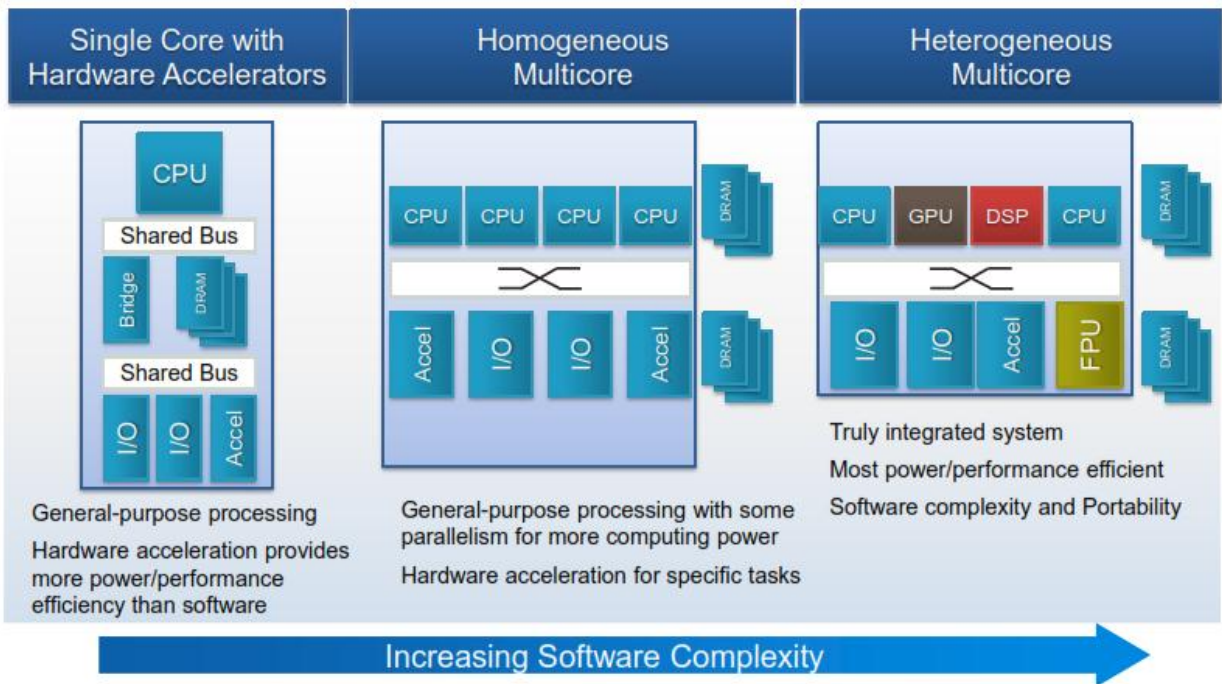 Single Core with
Hardware Accelerators
Homogeneous
Multicore
Heterogeneous
Multicore
CPU
Shared Bus
Bridge
DRAM
Shared Bus
I/O
I/O
Accel
General-purpose processing
Hardware acceleration provides
more power/performance
efficiency than software
CPU
CPU
CPU
CPU
DRAM
Accel
I/O
I/O
Accel
DRAM
General-purpose processing with some
parallelism for more computing power
Hardware acceleration for specific tasks
CPU
GPU
DSP
CPU
DRAM
I/O
I/O
Accel
FPU
DRAM
Truly integrated system
Most power/performance efficient
Software complexity and Portability
Increasing Software Complexity